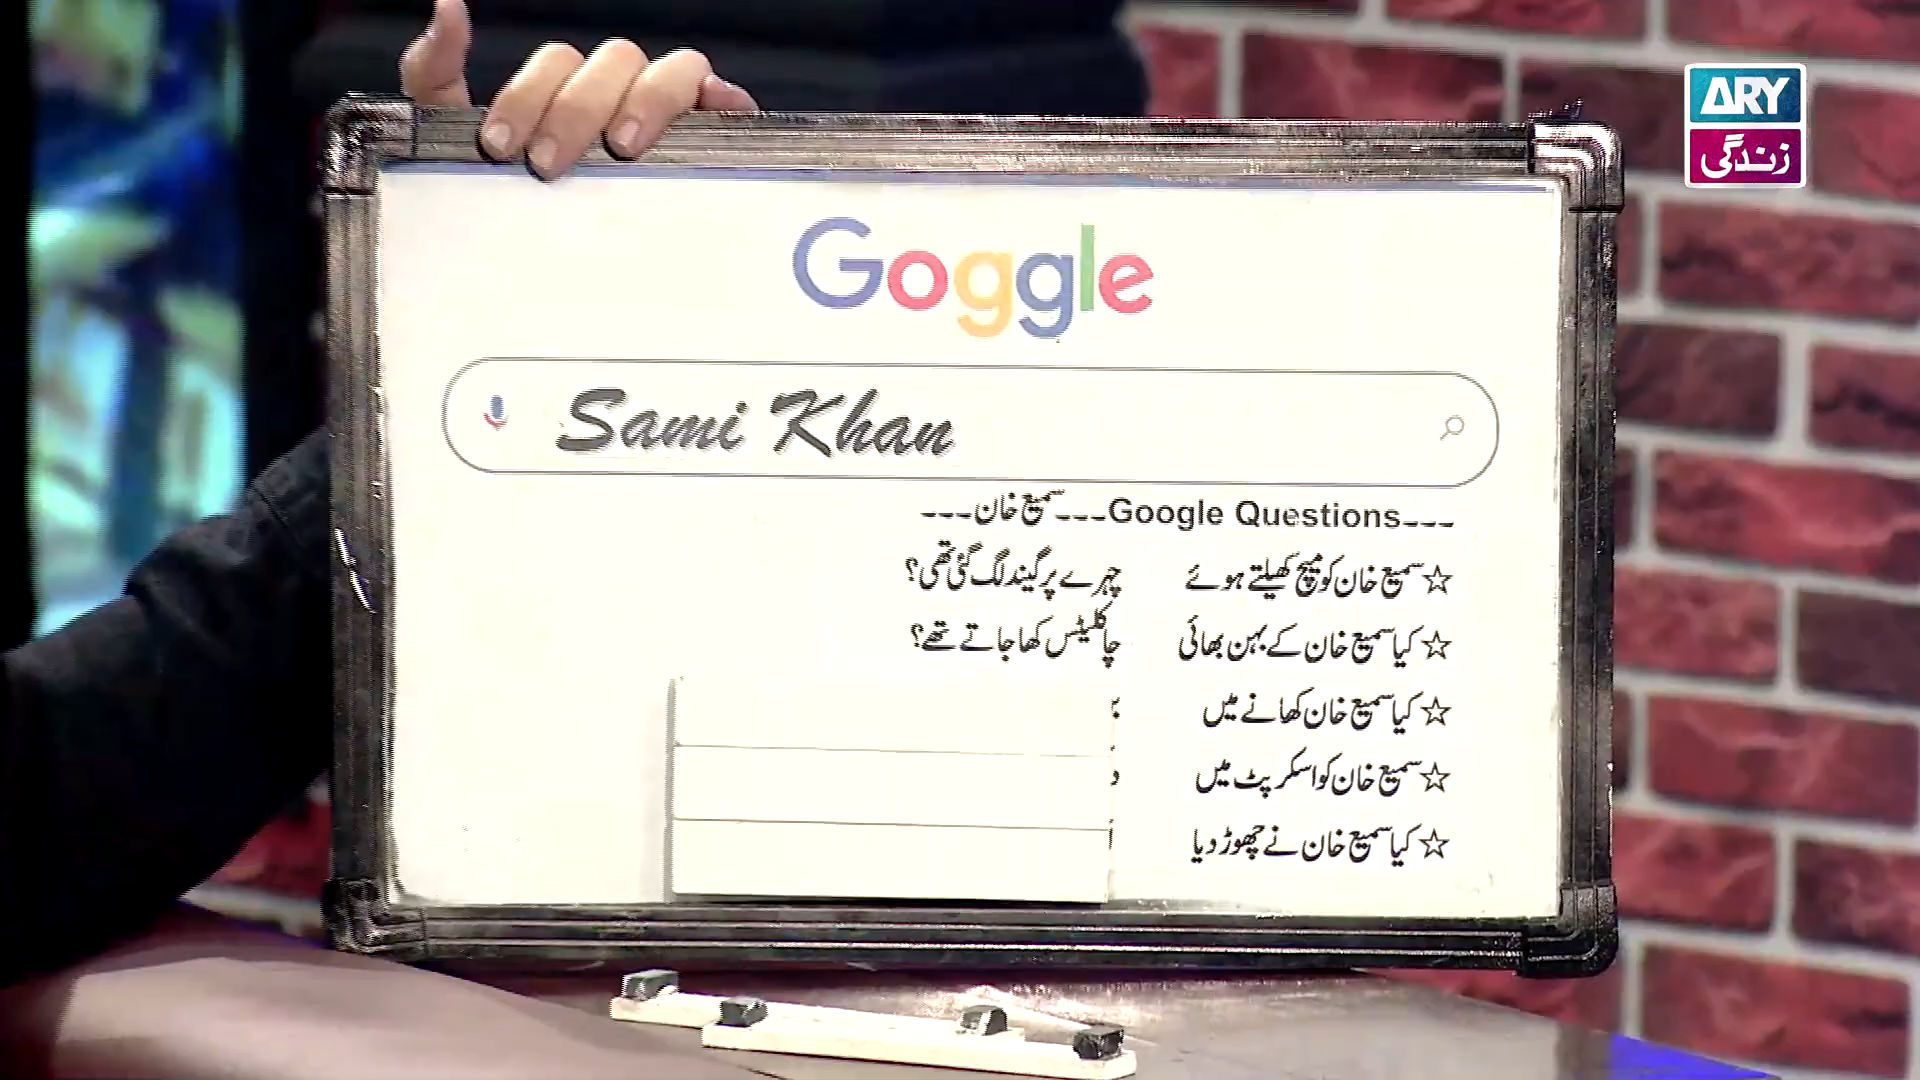 ARY
زندگی
Goggle
Sami Khan
---Google Questions---سمیع خان---
☆ سمیع خان کو میچ کھیلتے ہوئے چہرے پر گیند لگ گئی تھی؟
☆ کیا سمیع خان کے بہن بھائی چاکلیٹس کھا جاتے تھے؟
☆ کیا سمیع خان کھانے میں
☆ سمیع خان کو اسکرپٹ میں
☆ کیا سمیع خان نے چھوڑ دیا